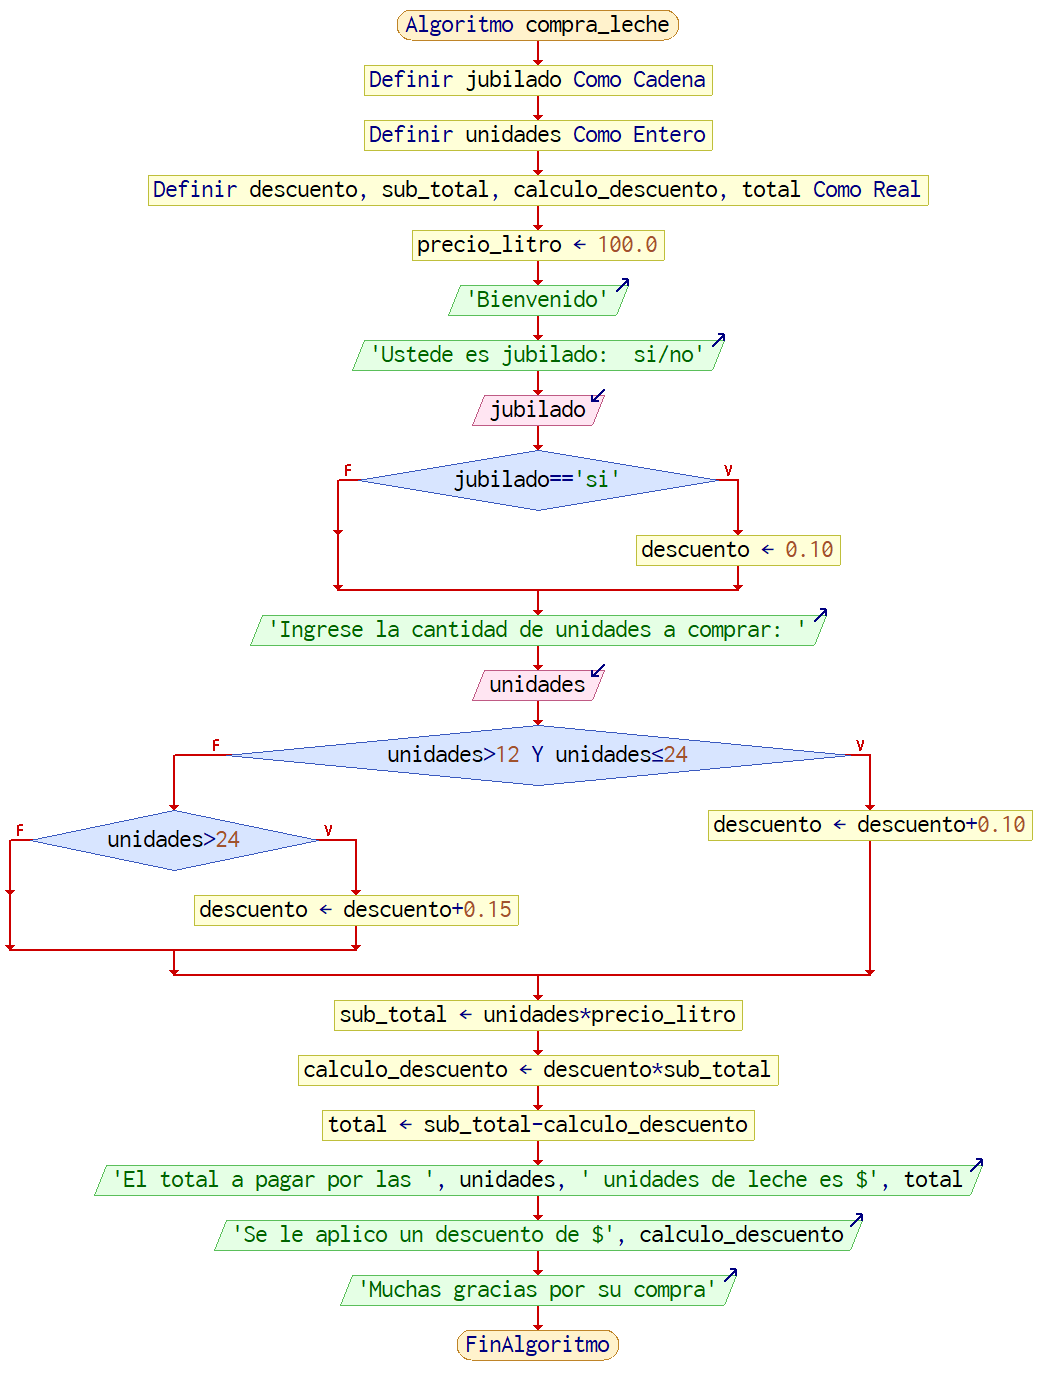 Algoritmo compra_leche
Definir jubilado Como Cadena
Definir unidades Como Entero
Definir descuento, sub_total, calculo_descuento, total Como Real
precio_litro ← 100.0
'Bienvenido'
'Ustede es jubilado:  si/no'
jubilado
F
V
jubilado=='si'
descuento ← 0.10
'Ingrese la cantidad de unidades a comprar: '
unidades
F
V
unidades>12 Y unidades≤24
descuento ← descuento+0.10
F
V
unidades>24
descuento ← descuento+0.15
sub_total ← unidades*precio_litro
calculo_descuento ← descuento*sub_total
total ← sub_total-calculo_descuento
'El total a pagar por las ', unidades, ' unidades de leche es $', total
'Se le aplico un descuento de $', calculo_descuento
'Muchas gracias por su compra'
FinAlgoritmo